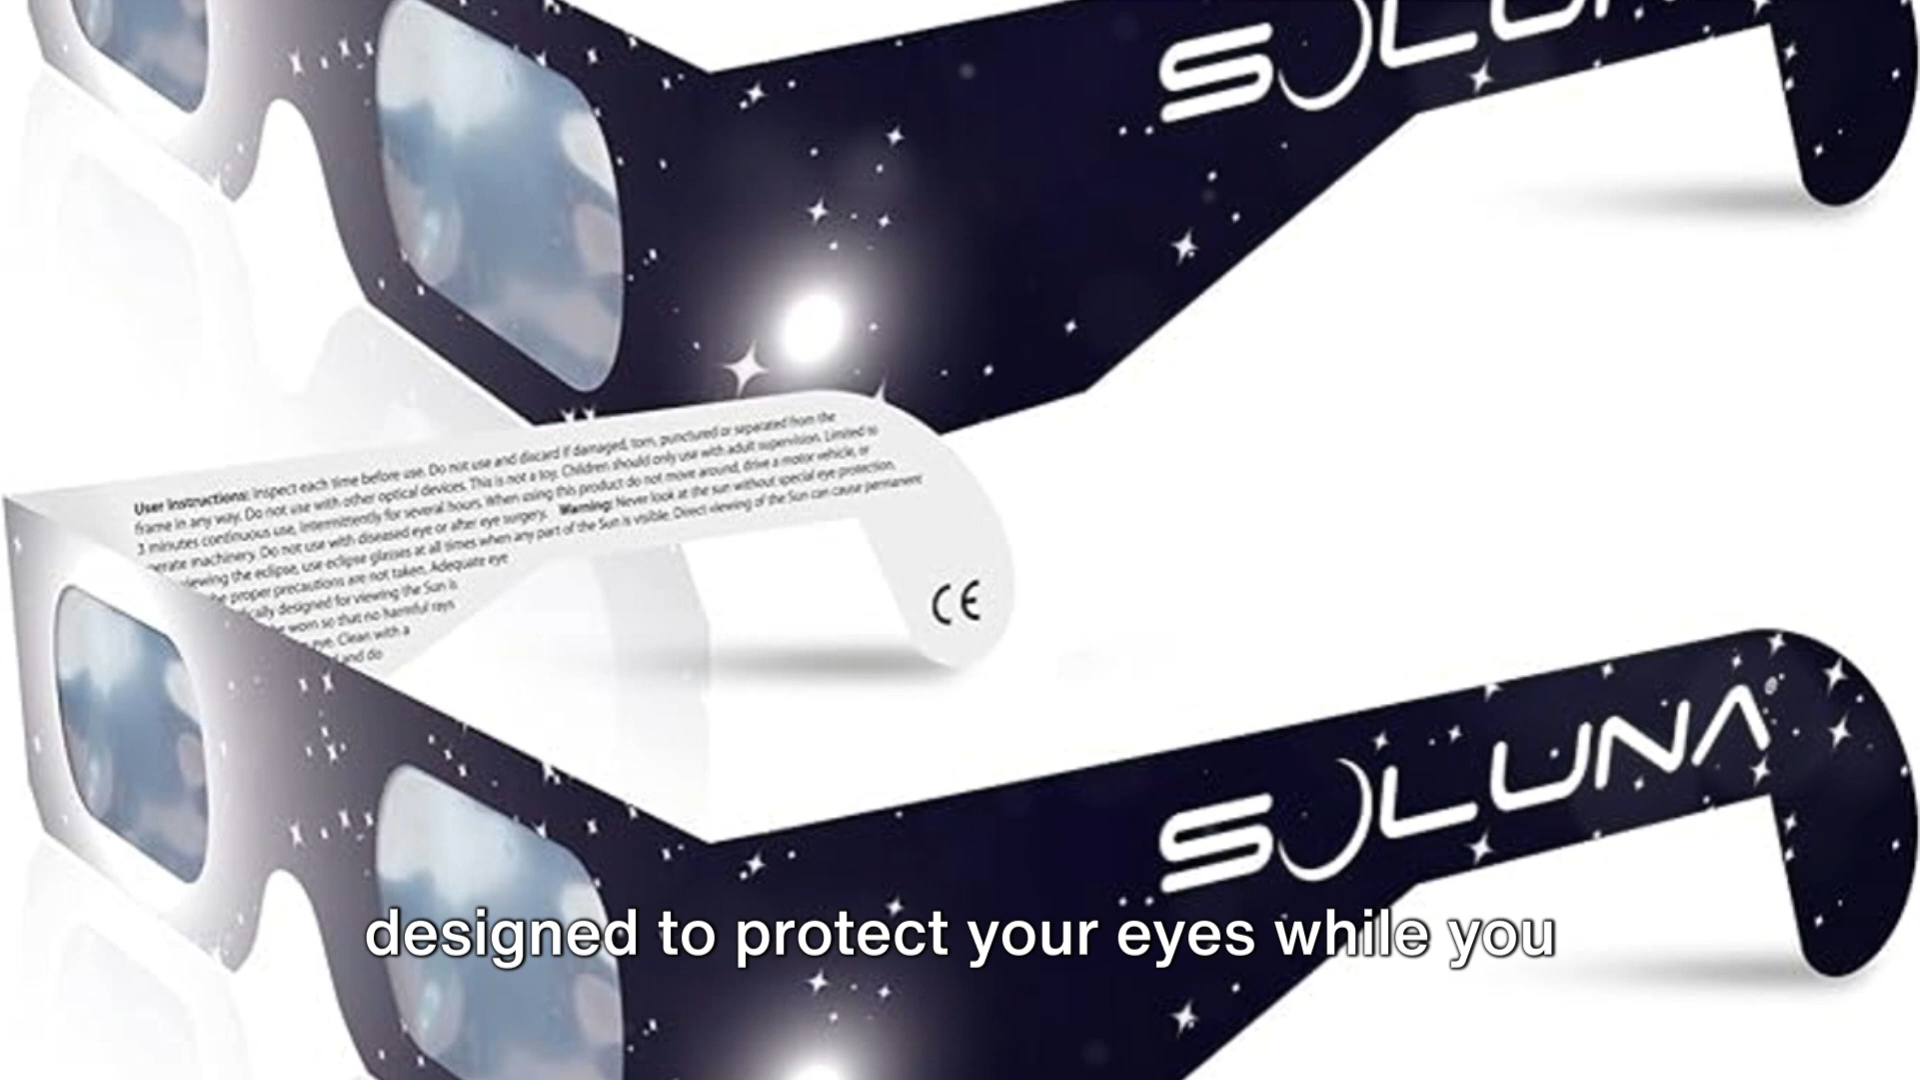 SOLUN
User Instructions: Inspect each time before use. Do not use and discard if damaged, torn, punctured or separated from the
frame in any way. Do not use with other optical devices. This is not a toy. Children should only use with adult supervision. Limited to
3 minutes continuous use, intermittently for several hours. When using this product do not move around, drive a motor vehicle, or
machinery. Do not use with diseased eye or after eye surgery. Warning: Never look at the sun without special eye protection.
the eclipse, use eclipse glasses at all times when any part of the Sun is visible. Direct viewing of the Sun can cause permanent
proper precautions are not taken. Adequate eye
designed for viewing the Sun is
worn so that no harmful rays
eye. Clean with a
and do
CE
SOLUNA®
designed to protect your eyes while you